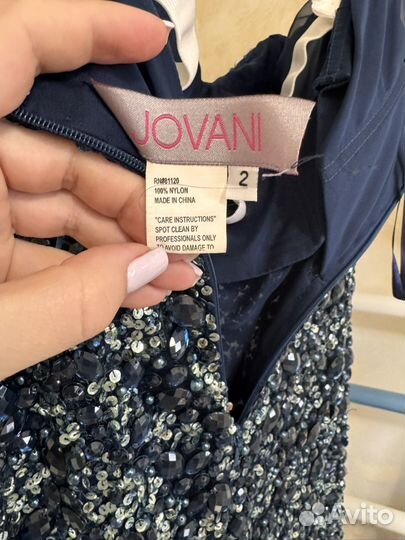 JOVANI
RN#81120
100% NYLON
MADE IN CHINA
2
"CARE INSTRUCTIONS"
SPOT CLEAN BY
PROFESSIONALS ONLY
TO AVOID DAMAGE TO
Avito